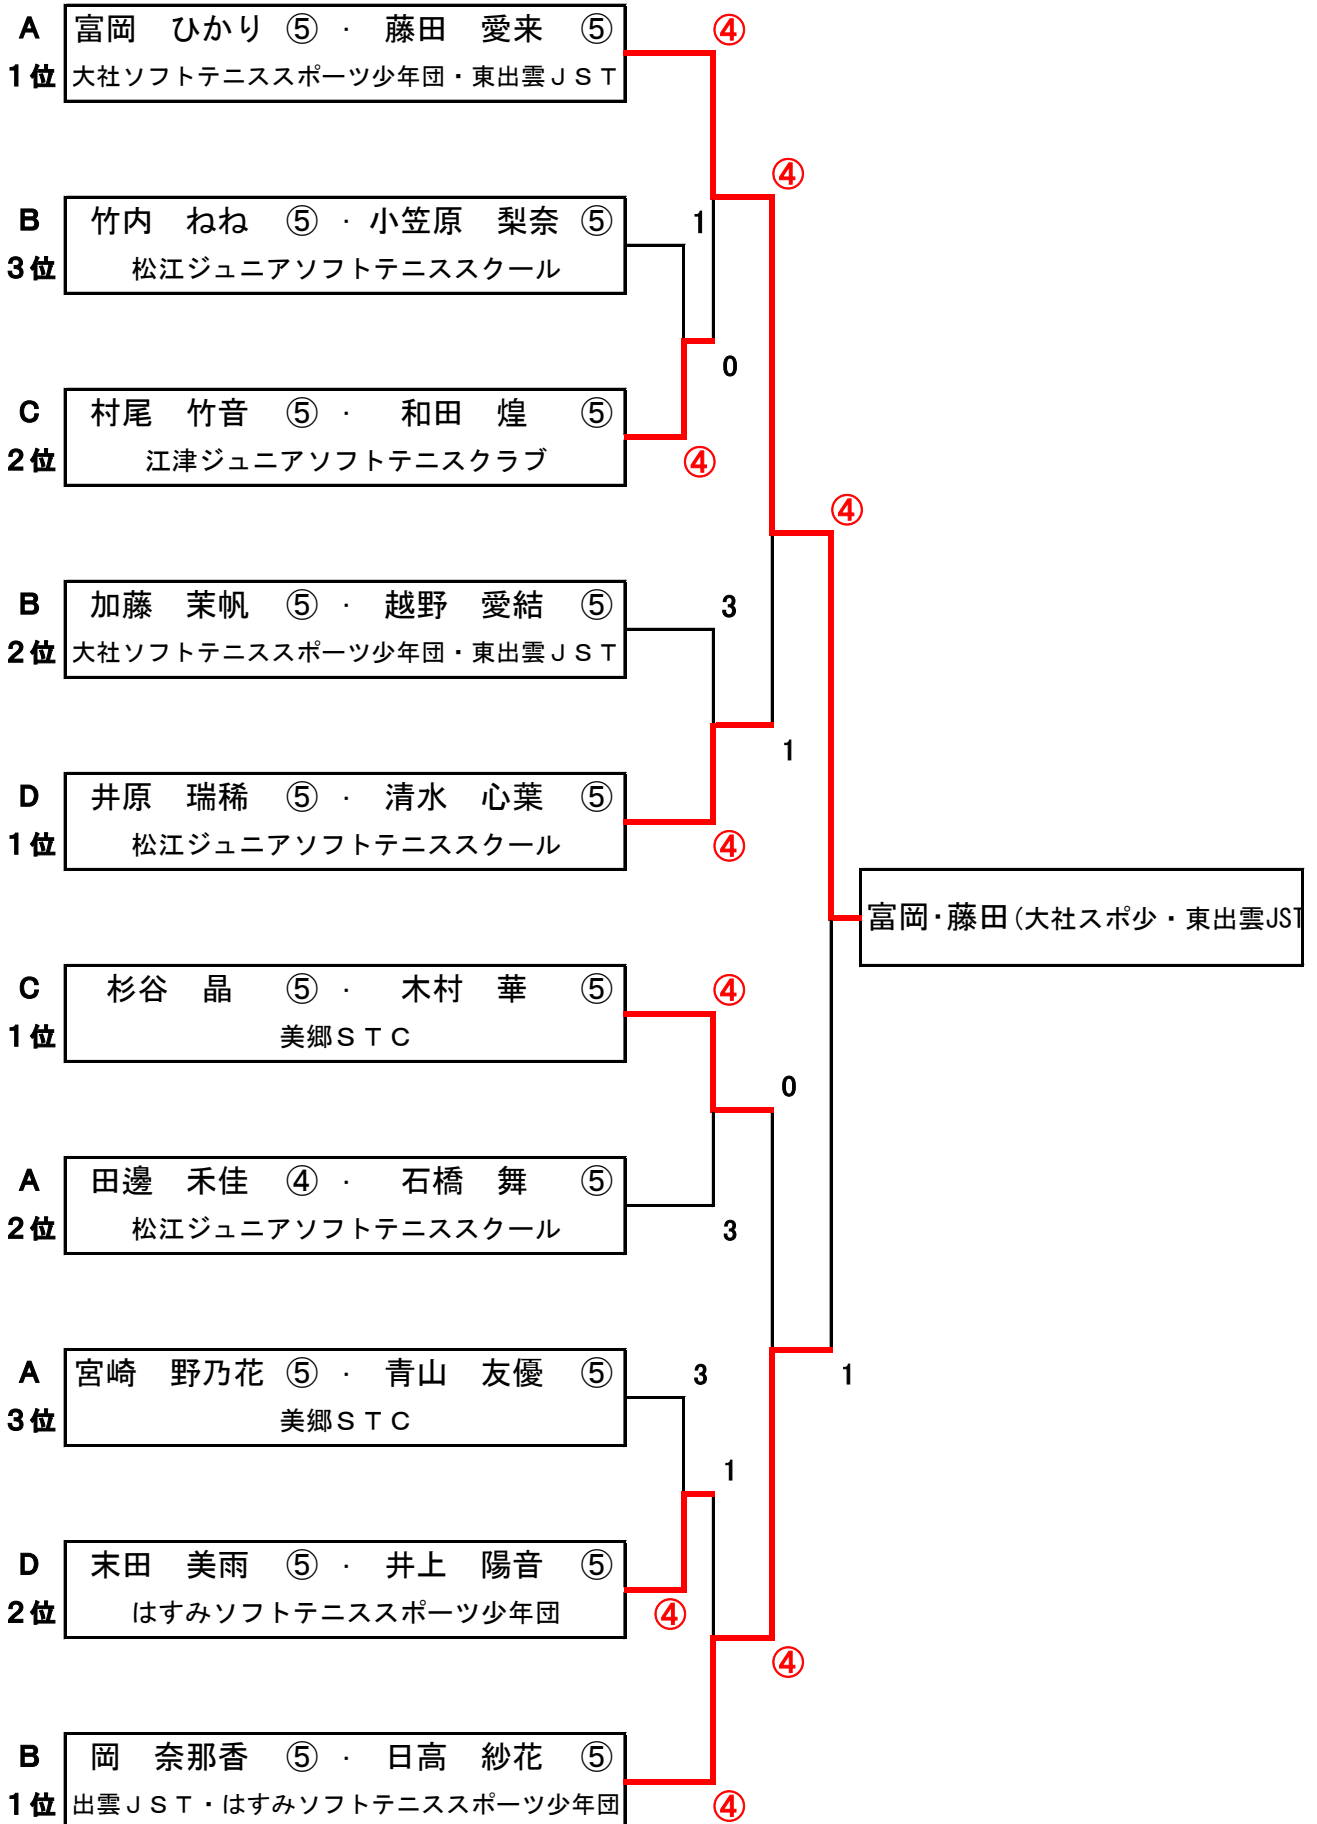 A 富岡　ひかり ⑤ ・ 藤田　愛来 ⑤
④
1位 大社ソフトテニススポーツ少年団・東出雲ＪＳＴ
④
B 竹内　ねね ⑤ ・ 小笠原　梨奈 ⑤
1
3位 松江ジュニアソフトテニススクール
0
C 村尾　竹音 ⑤ ・ 和田　煌 ⑤
2位 江津ジュニアソフトテニスクラブ
④
④
B 加藤　茉帆 ⑤ ・ 越野　愛結 ⑤
3
2位 大社ソフトテニススポーツ少年団・東出雲ＪＳＴ
1
D 井原　瑞稀 ⑤ ・ 清水　心葉 ⑤
1位 松江ジュニアソフトテニススクール
④
富岡・藤田(大社スポ少・東出雲JST
C 杉谷　晶 ⑤ ・ 木村　華 ⑤
④
1位 美郷ＳＴＣ
0
A 田邊　禾佳 ④ ・ 石橋　舞 ⑤
2位 松江ジュニアソフトテニススクール
3
A 宮崎　野乃花 ⑤ ・ 青山　友優 ⑤
3
1
3位 美郷ＳＴＣ
1
D 末田　美雨 ⑤ ・ 井上　陽音 ⑤
2位 はすみソフトテニススポーツ少年団
④
④
B 岡　奈那香 ⑤ ・ 日高　紗花 ⑤
1位 出雲ＪＳＴ・はすみソフトテニススポーツ少年団
④